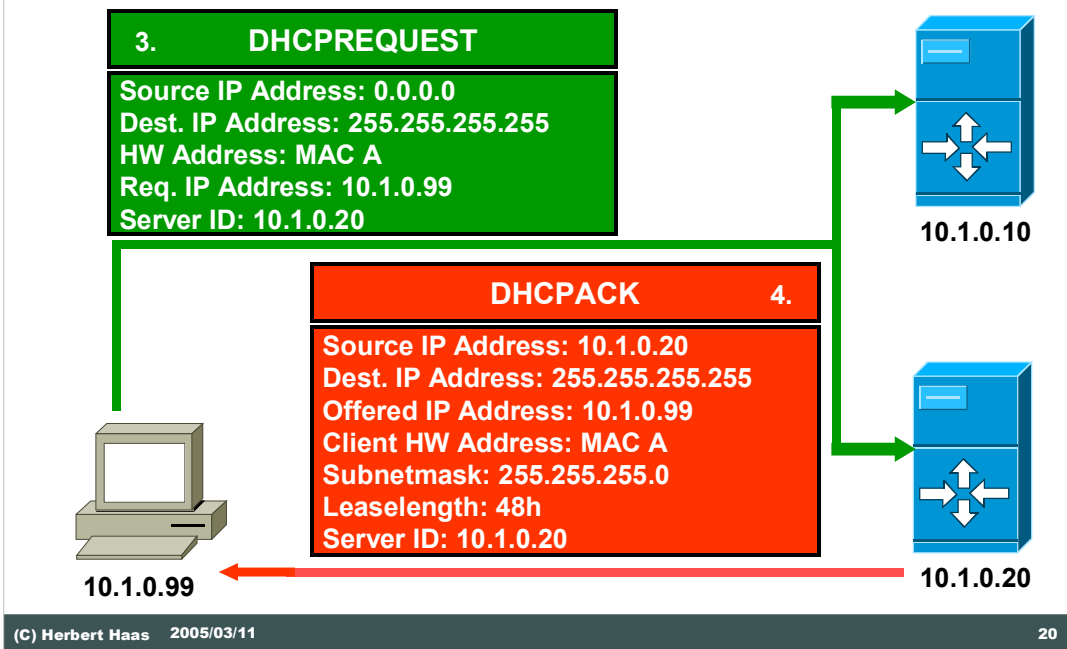 3. DHCPREQUEST
Source IP Address: 0.0.0.0
Dest. IP Address: 255.255.255.255
HW Address: MAC A
Req. IP Address: 10.1.0.99
Server ID: 10.1.0.20
10.1.0.10
DHCPACK 4.
Source IP Address: 10.1.0.20
Dest. IP Address: 255.255.255.255
Offered IP Address: 10.1.0.99
Client HW Address: MAC A
Subnetmask: 255.255.255.0
Leaselength: 48h
Server ID: 10.1.0.20
10.1.0.99
10.1.0.20
(C) Herbert Haas 2005/03/11
20